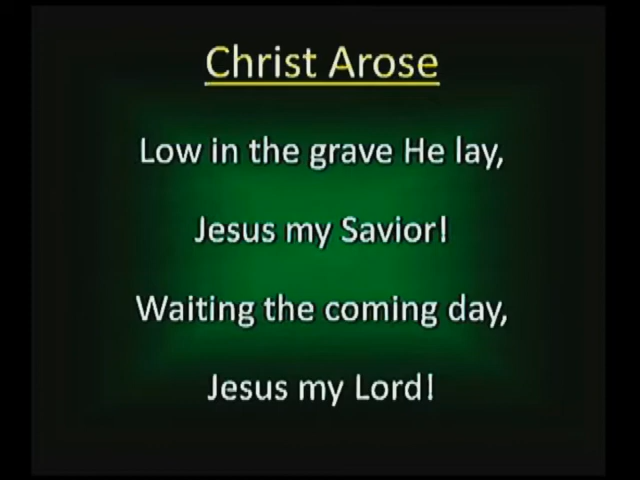 Christ Arose
Low in the grave He lay,
Jesus my Savior!
Waiting the coming day,
Jesus my Lord!